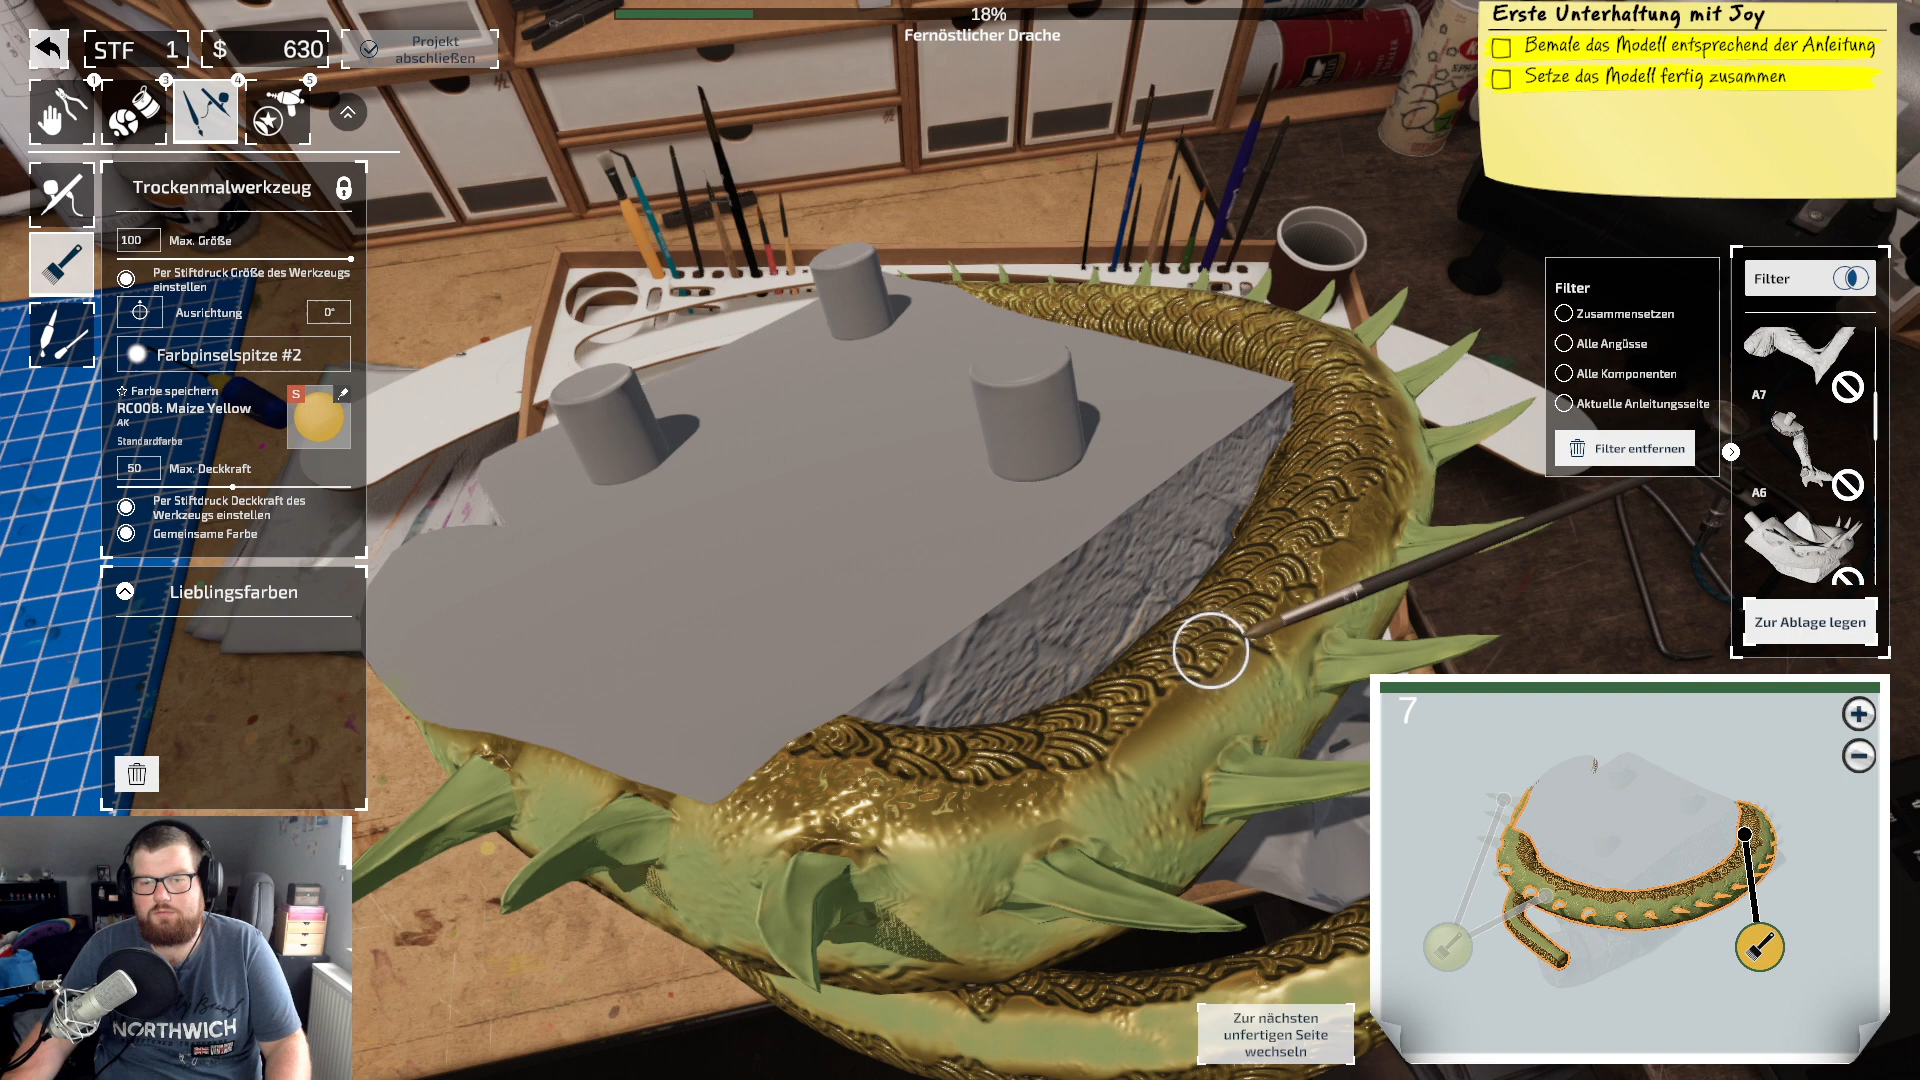 18%
Fernöstlicher Drache
STF 1
$ 630
Projekt
abschließen
1
3
4
5
Erste Unterhaltung mit Joy
Bemale das Modell entsprechend der Anleitung
Setze das Modell fertig zusammen
Trockenmalwerkzeug
100 Max. Größe
Per Stiftdruck Größe des Werkzeugs
einstellen
Ausrichtung 0°
Farbpinselspitze #2
Farbe speichern
S
RC008: Maize Yellow
AK
Standardfarbe
50 Max. Deckkraft
Per Stiftdruck Deckkraft des
Werkzeugs einstellen
Gemeinsame Farbe
Lieblingsfarben
Filter
Zusammensetzen
Alle Angüsse
Alle Komponenten
Aktuelle Anleitungsseite
Filter entfernen
Filter
A7
A6
Zur Ablage legen
7
Zur nächsten
unfertigen Seite
wechseln
NORTHWICH